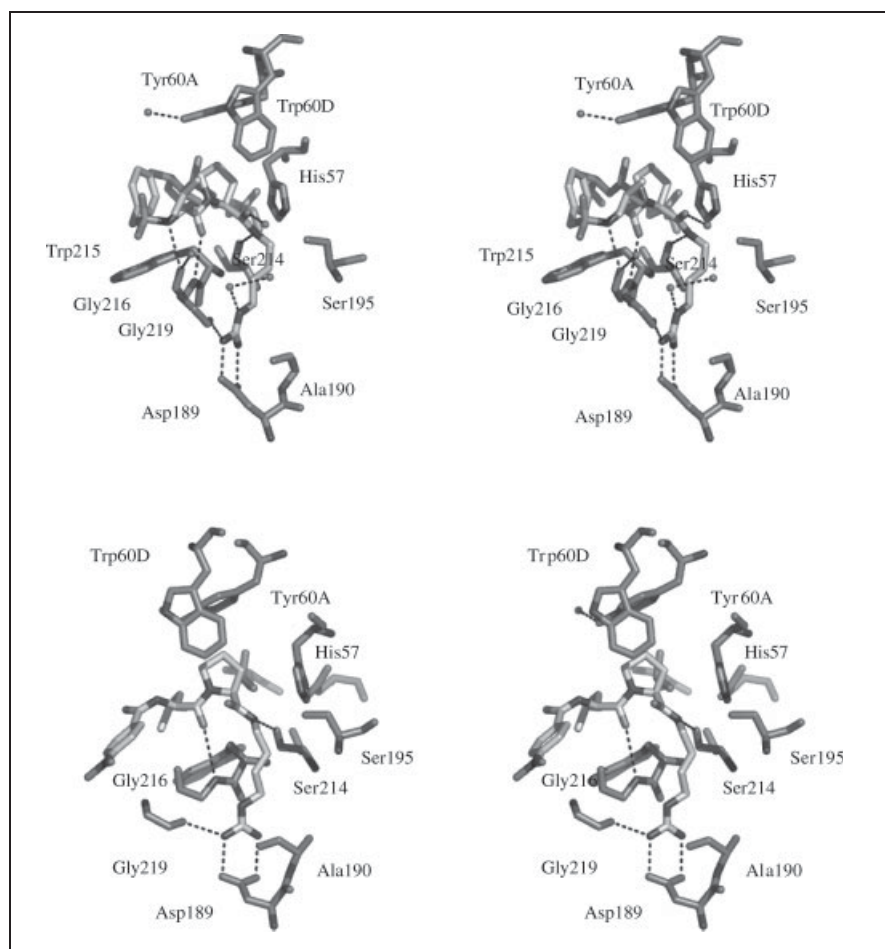 Tyr60A
Trp60D
His57
Trp215
Ser214
Gly216
Ser195
Gly219
Ala190
Asp189
Tyr60A
Trp60D
His57
Trp215
Ser214
Gly216
Ser195
Gly219
Ala190
Asp189
Trp60D
Tyr60A
His57
Ser195
Gly216
Ser214
Gly219
Ala190
Asp189
Trp60D
Tyr60A
His57
Ser195
Gly216
Ser214
Gly219
Ala190
Asp189